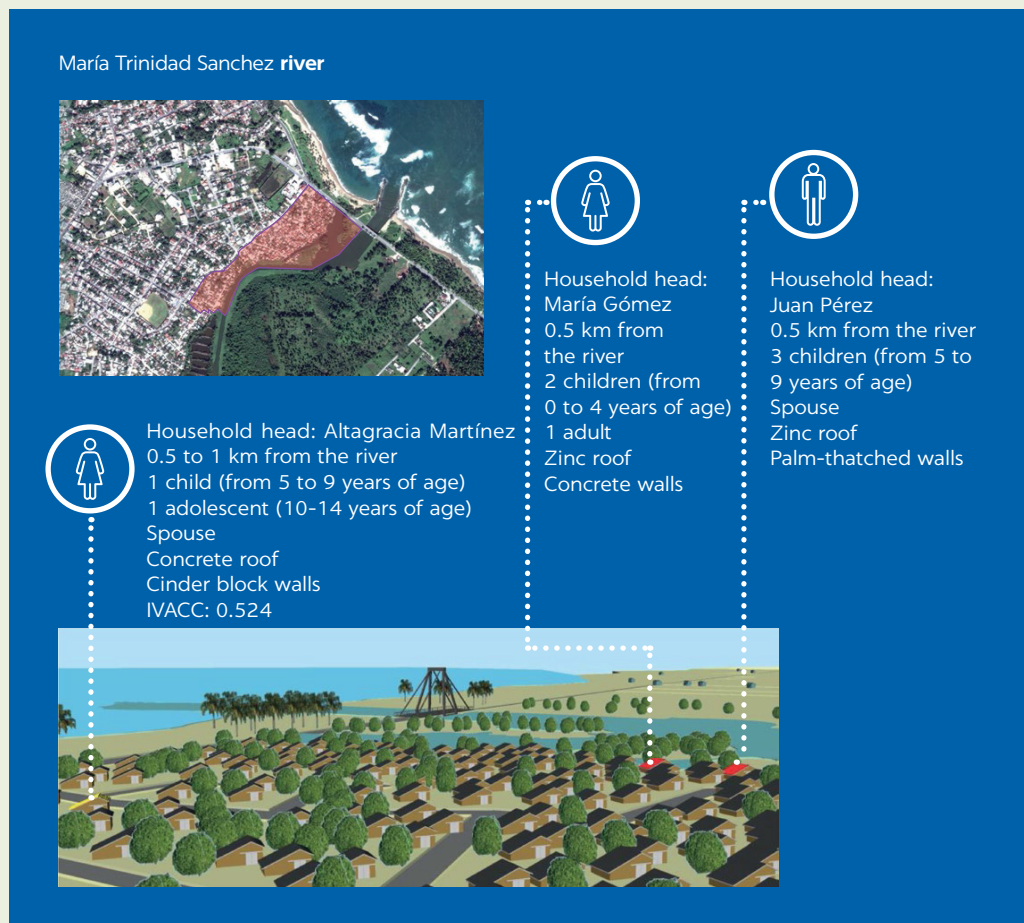 María Trinidad Sanchez river
Household head: Altagracia Martínez
0.5 to 1 km from the river
1 child (from 5 to 9 years of age)
1 adolescent (10-14 years of age)
Spouse
Concrete roof
Cinder block walls
IVACC: 0.524
Household head:
María Gómez
0.5 km from
the river
2 children (from
0 to 4 years of age)
1 adult
Zinc roof
Concrete walls
Household head:
Juan Pérez
0.5 km from the river
3 children (from 5 to
9 years of age)
Spouse
Zinc roof
Palm-thatched walls